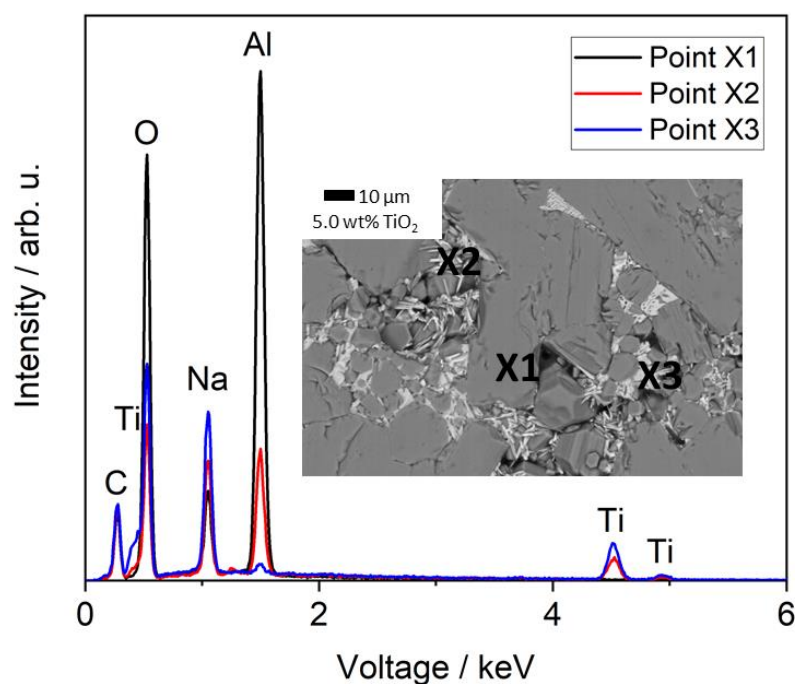 Al
Point X1
Point X2
Point X3
O
10 µm
5.0 wt% TiO₂
X2
Na
X1
X3
Ti
C
Ti
Ti
0
2
4
6
Voltage / keV
Intensity / arb. u.